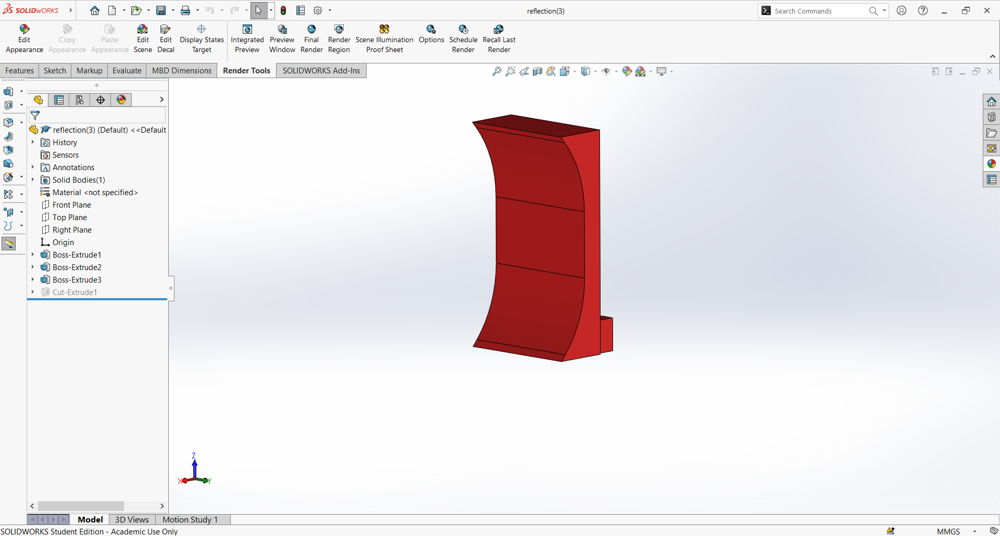 SOLIDWORKS
reflection(3)
Search Commands
Edit Appearance
Copy Appearance
Paste Appearance
Edit Scene
Edit Decal
Display States Target
Integrated Preview
Preview Window
Final Render
Render Region
Scene Illumination Proof Sheet
Options
Schedule Render
Recall Last Render
Features
Sketch
Markup
Evaluate
MBD Dimensions
Render Tools
SOLIDWORKS Add-Ins
reflection(3) (Default) <<Default
History
Sensors
Annotations
Solid Bodies(1)
Material <not specified>
Front Plane
Top Plane
Right Plane
Origin
Boss-Extrude1
Boss-Extrude2
Boss-Extrude3
Cut-Extrude1
Z
X
Y
Model
3D Views
Motion Study 1
SOLIDWORKS Student Edition - Academic Use Only
MMGS